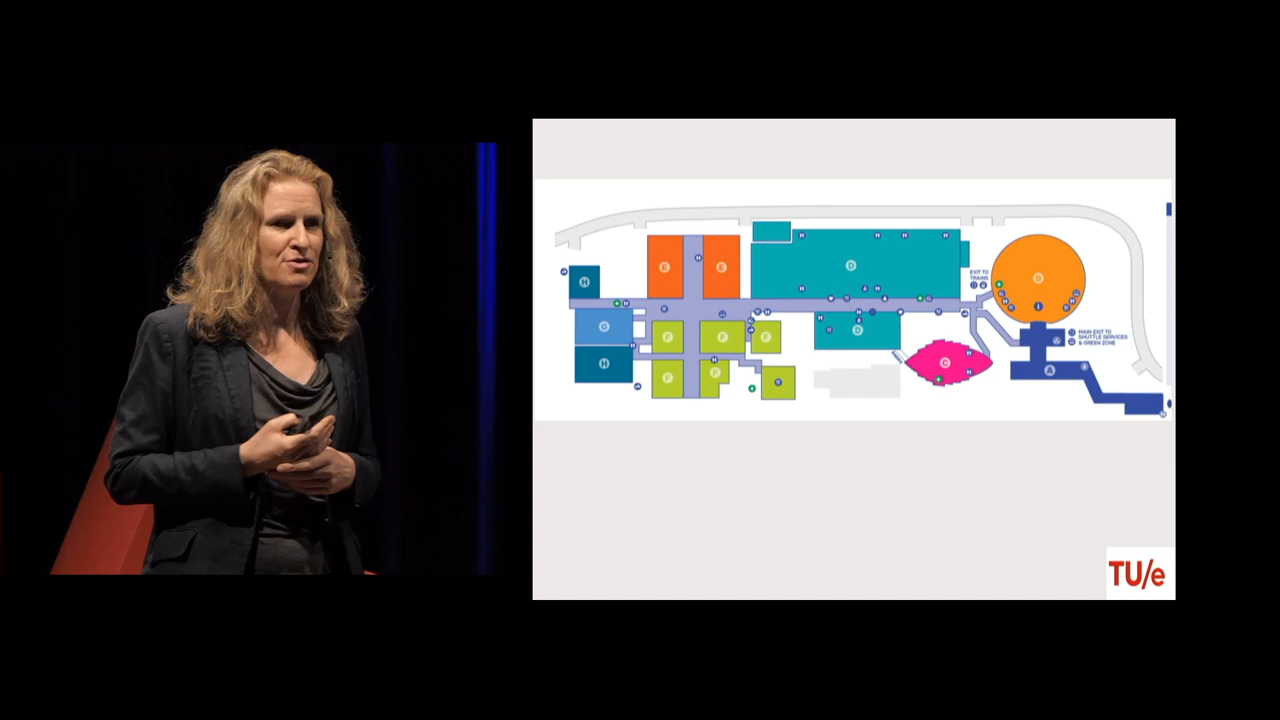 H
E
E
D
B
EXIT TO
TRAINS
G
F
F
F
D
MAIN EXIT TO
SHUTTLE SERVICES
& GREEN ZONE
H
F
F
C
A
TU/e